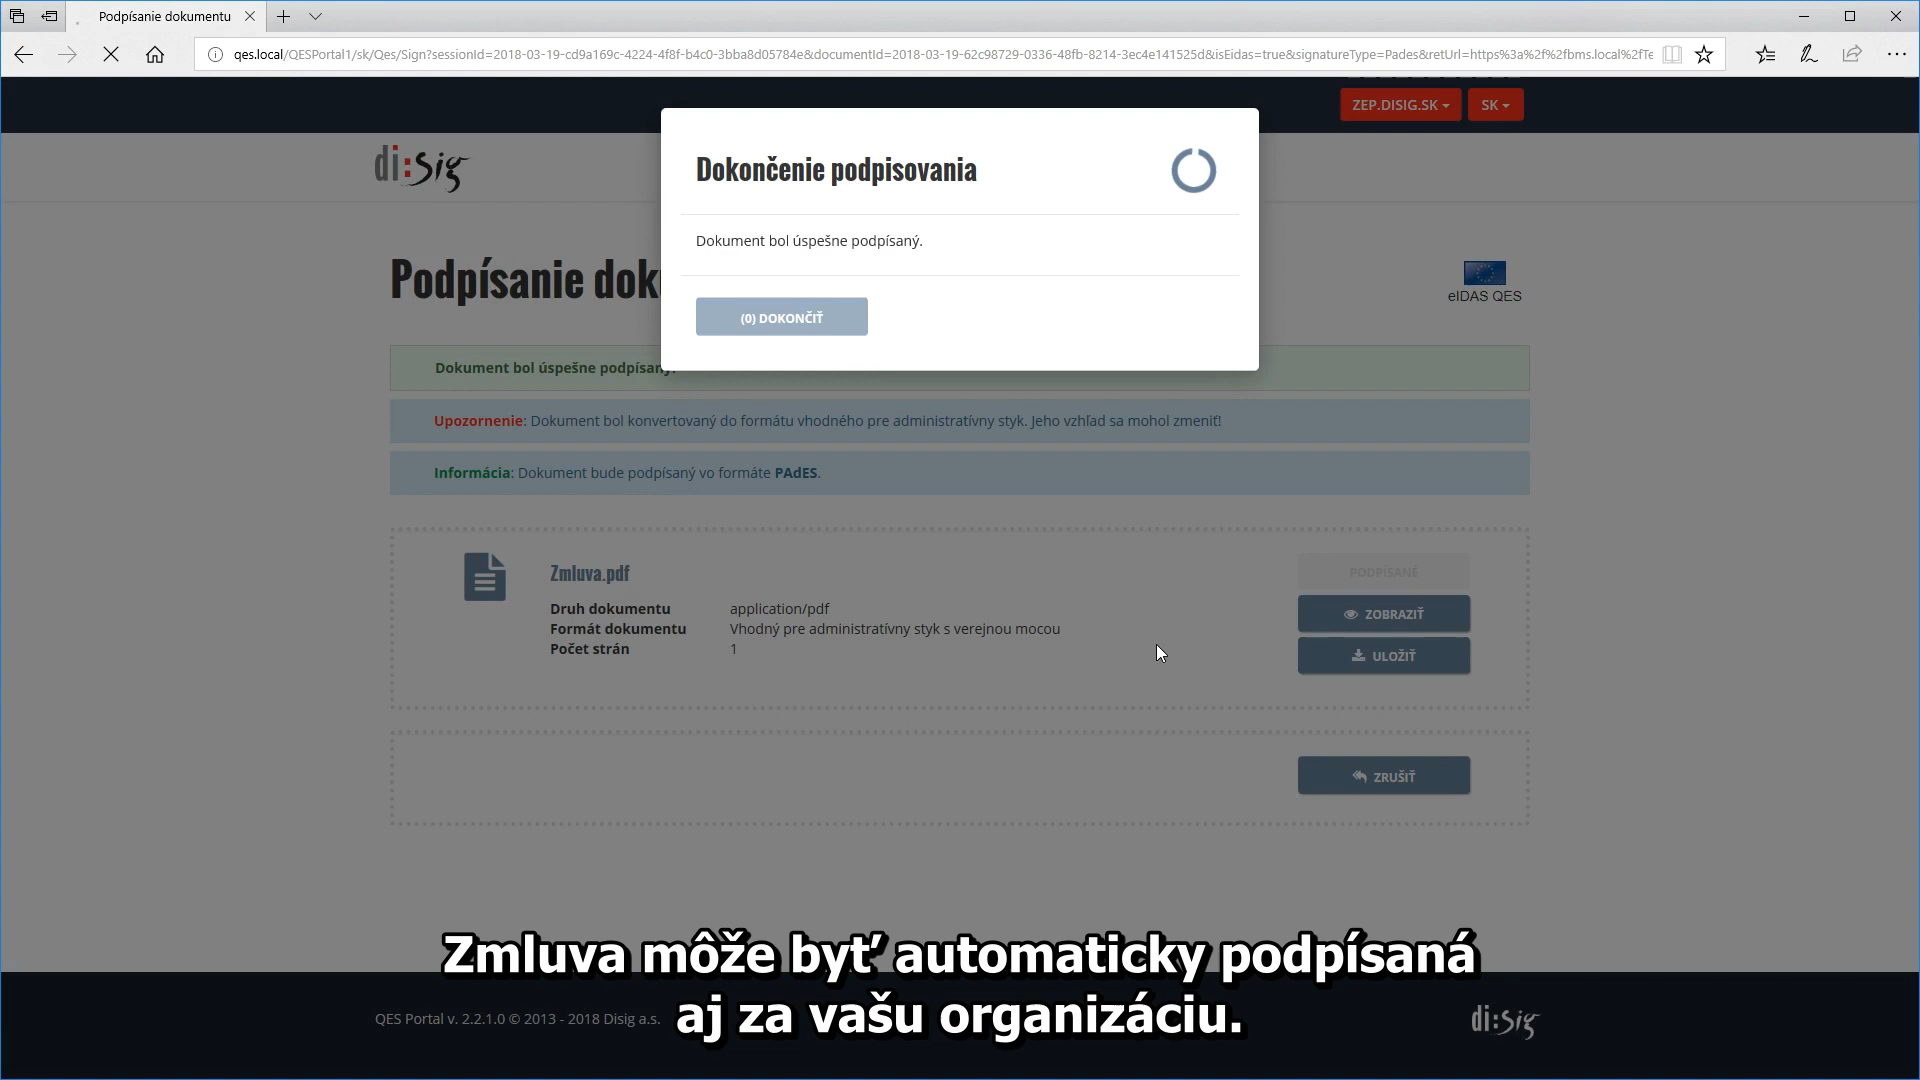 Podpísanie dokumentu
qes.local/QESPortal1/sk/Qes/Sign?sessionId=2018-03-19-cd9a169c-4224-4f8f-b4c0-3bba8d05784e&documentId=2018-03-19-62c98729-0336-48fb-8214-3ec4e141525d&isEidas=true&signatureType=Pades&retUrl=https%3a%2f%2fbms.local%2fTe
ZEP.DISIG.SK
SK
di:sig
Dokončenie podpisovania
Dokument bol úspešne podpísaný.
(0) DOKONČIŤ
Podpísanie dok
eIDAS QES
Dokument bol úspešne podpísaný.
Upozornenie: Dokument bol konvertovaný do formátu vhodného pre administratívny styk. Jeho vzhľad sa mohol zmeniť!
Informácia: Dokument bude podpísaný vo formáte PAdES.
Zmluva.pdf
PODPÍSANÉ
Druh dokumentu application/pdf
ZOBRAZIŤ
Formát dokumentu Vhodný pre administratívny styk s verejnou mocou
Počet strán 1
ULOŽIŤ
ZRUŠIŤ
Zmluva môže byť automaticky podpísaná
aj za vašu organizáciu.
QES Portal v. 2.2.1.0 © 2013 - 2018 Disig a.s.
di:sig